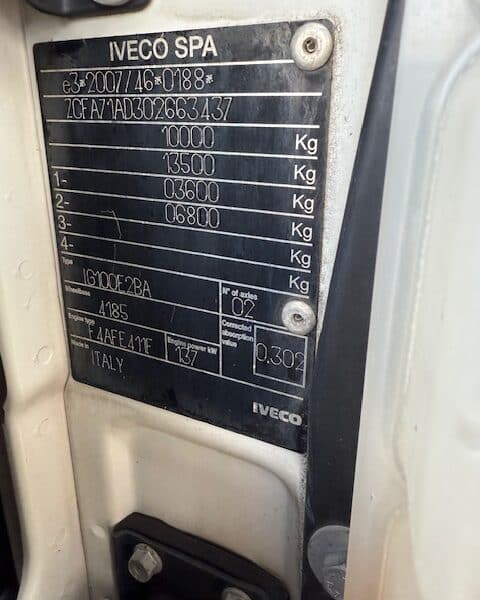 IVECO SPA
e3*2007/46*0188*
ZCFA71AD302663437
10000 Kg
13500 Kg
1- 03600 Kg
2- 06800 Kg
3- Kg
4- Kg
Type IG100E2BA
Wheelbase 4185
N° of axles 02
Engine type F4AFE411F
Engine power kW 137
Corrected absorption value 0.302
Made in ITALY
IVECO